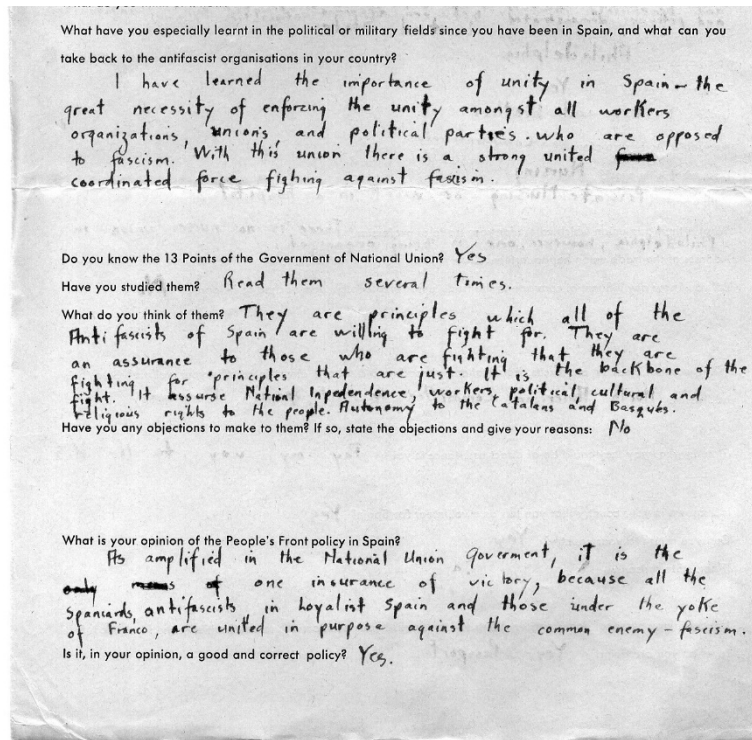 What have you especially learnt in the political or military fields since you have been in Spain, and what can you
take back to the antifascist organisations in your country?
I have learned the importance of unity in Spain - the
great necessity of enforcing the unity amongst all workers
organizations, unions and political parties. who are opposed
to fascism. With this union there is a strong united
coordinated force fighing against fasism.
Do you know the 13 Points of the Government of National Union? Yes
Have you studied them? Read them several times.
What do you think of them? They are principles which all of the
Anti fascists of Spain are willing to fight for. They are
an assurance to those who are fighting that they are
fighting for principles that are just. It is the backbone of the
fight. It assurse National Inpedendence, workers, political, cultural, and
religious rights to the people. Autonomy to the Catalans and Basques.
Have you any objections to make to them? If so, state the objections and give your reasons: No
What is your opinion of the People's Front policy in Spain?
As amplified in the National Union Goverment, it is the
only means of one insurance of victory, because all the
Spaniards, antifascists, in Loyalist Spain and those under the yoke
of Franco, are united in purpose against the common enemy - fascism.
Is it, in your opinion, a good and correct policy? Yes.